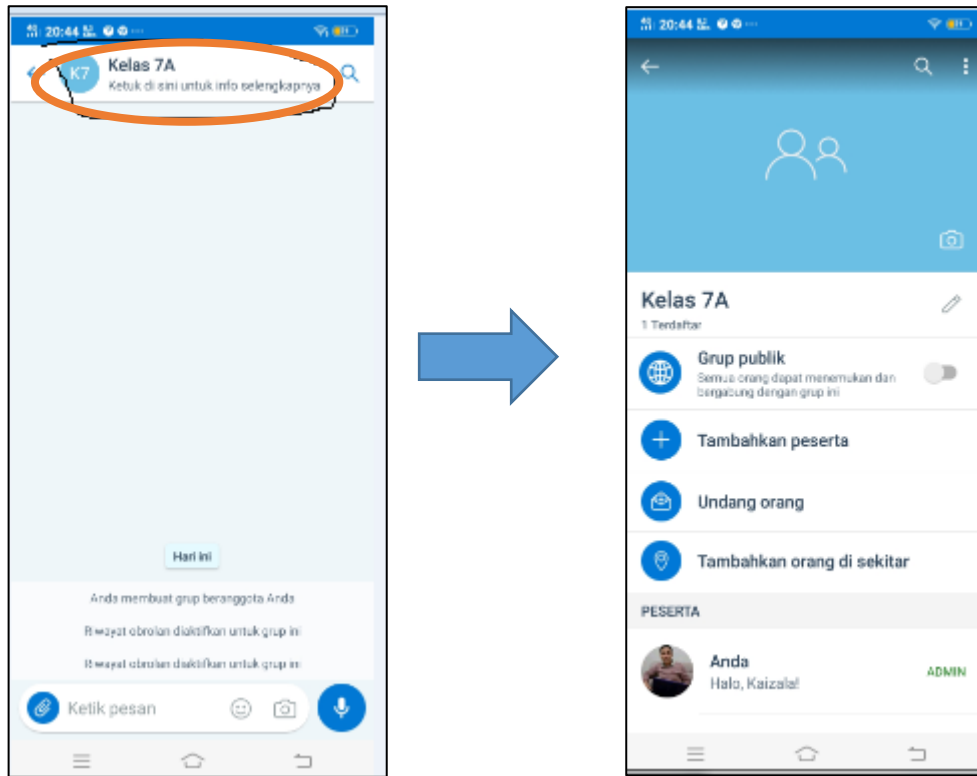 20:44
K7
Kelas 7A
Ketuk di sini untuk info selengkapnya
Hari ini
Anda membuat grup beranggota Anda
Riwayat obrolan diaktifkan untuk grup ini
Riwayat obrolan diaktifkan untuk grup ini
Ketik pesan
20:44
Kelas 7A
1 Terdaftar
Grup publik
Semua orang dapat menemukan dan
bergabung dengan grup ini
Tambahkan peserta
Undang orang
Tambahkan orang di sekitar
PESERTA
Anda
Halo, Kaizala!
ADMIN